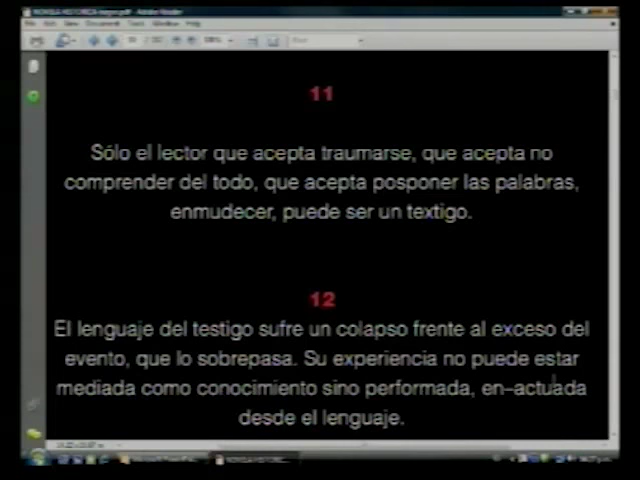 11
Sólo el lector que acepta traumarse, que acepta no
comprender del todo, que acepta posponer las palabras,
enmudecer, puede ser un textigo.
12
El lenguaje del testigo sufre un colapso frente al exceso del
evento, que lo sobrepasa. Su experiencia no puede estar
mediada como conocimiento sino performada, en–actuada
desde el lenguaje.